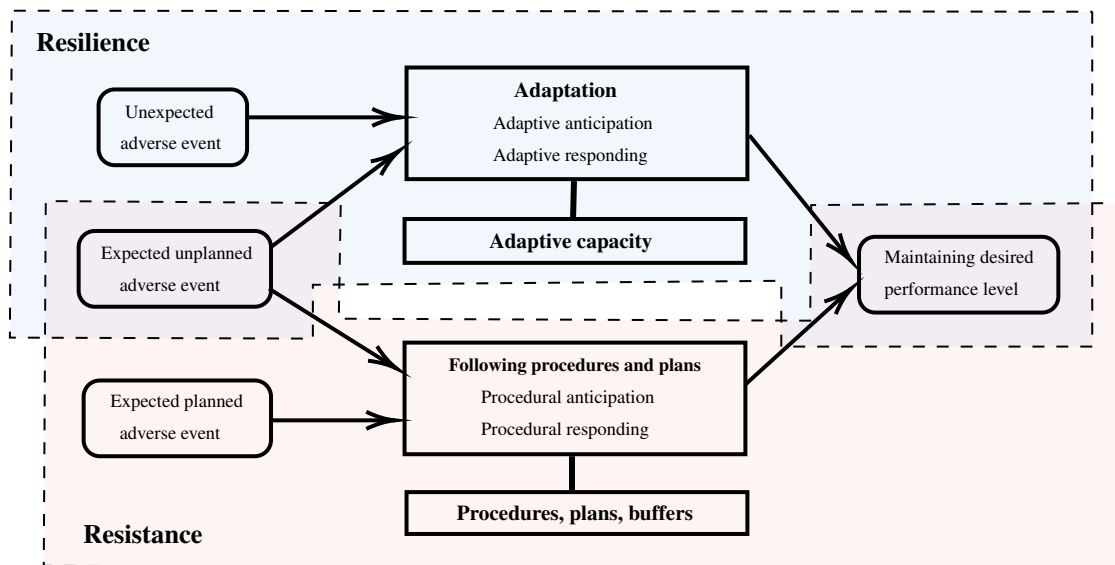 Resilience
Unexpected
adverse event
Adaptation
Adaptive anticipation
Adaptive responding
Adaptive capacity
Expected unplanned
adverse event
Maintaining desired
performance level
Following procedures and plans
Procedural anticipation
Procedural responding
Expected planned
adverse event
Procedures, plans, buffers
Resistance